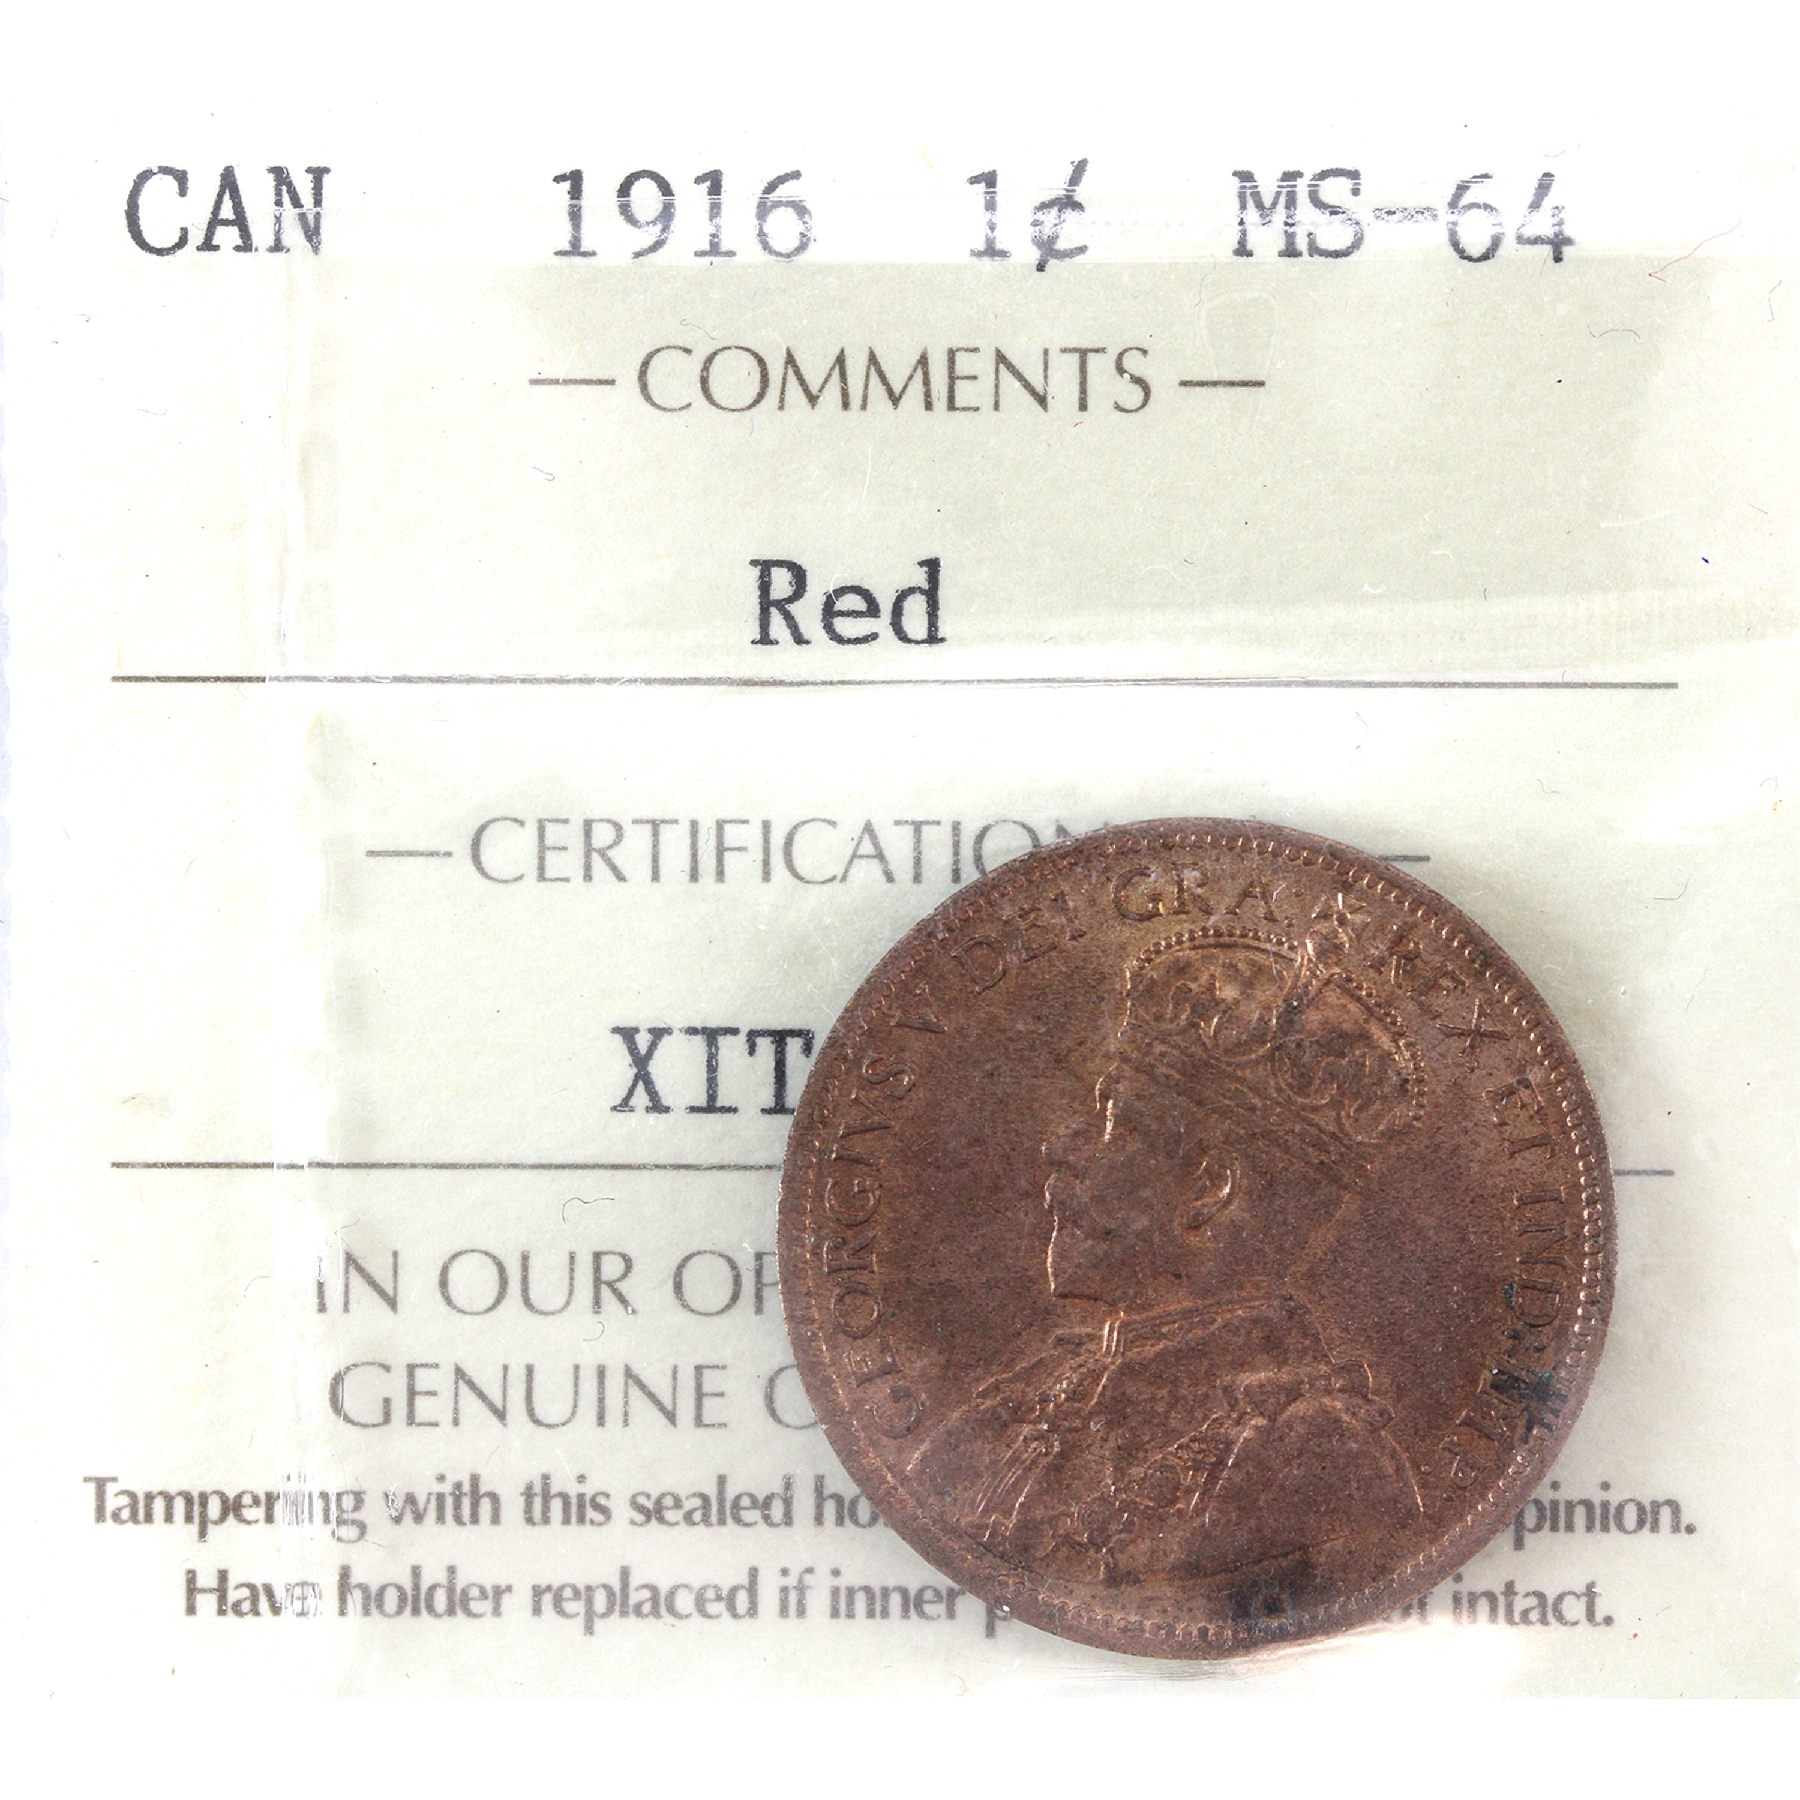 CAN 1916 1¢ MS-64
— COMMENTS —
Red
— CERTIFICATIO —
XIT
IN OUR OP
GENUINE
Tampering with this sealed ho pinion.
Have holder replaced if inner p intact.
GEORGIVS V DEI GRA: REX ET IND: IMP: